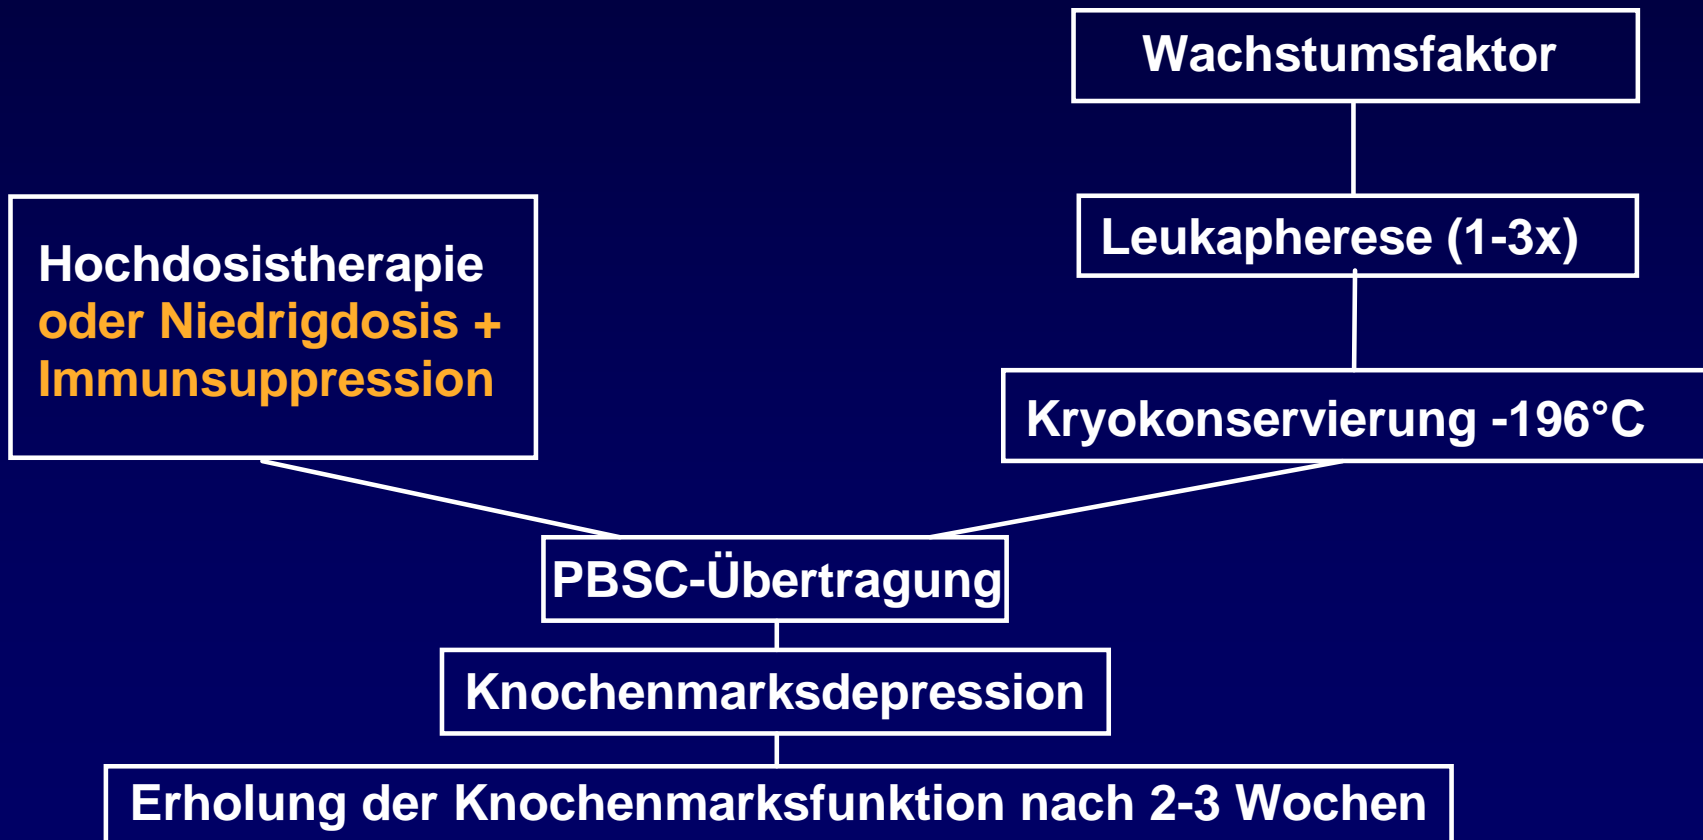 Wachstumsfaktor
Leukapherese (1-3x)
Hochdosistherapie
oder Niedrigdosis +
Immunsuppression
Kryokonservierung -196°C
PBSC-Übertragung
Knochenmarksdepression
Erholung der Knochenmarksfunktion nach 2-3 Wochen